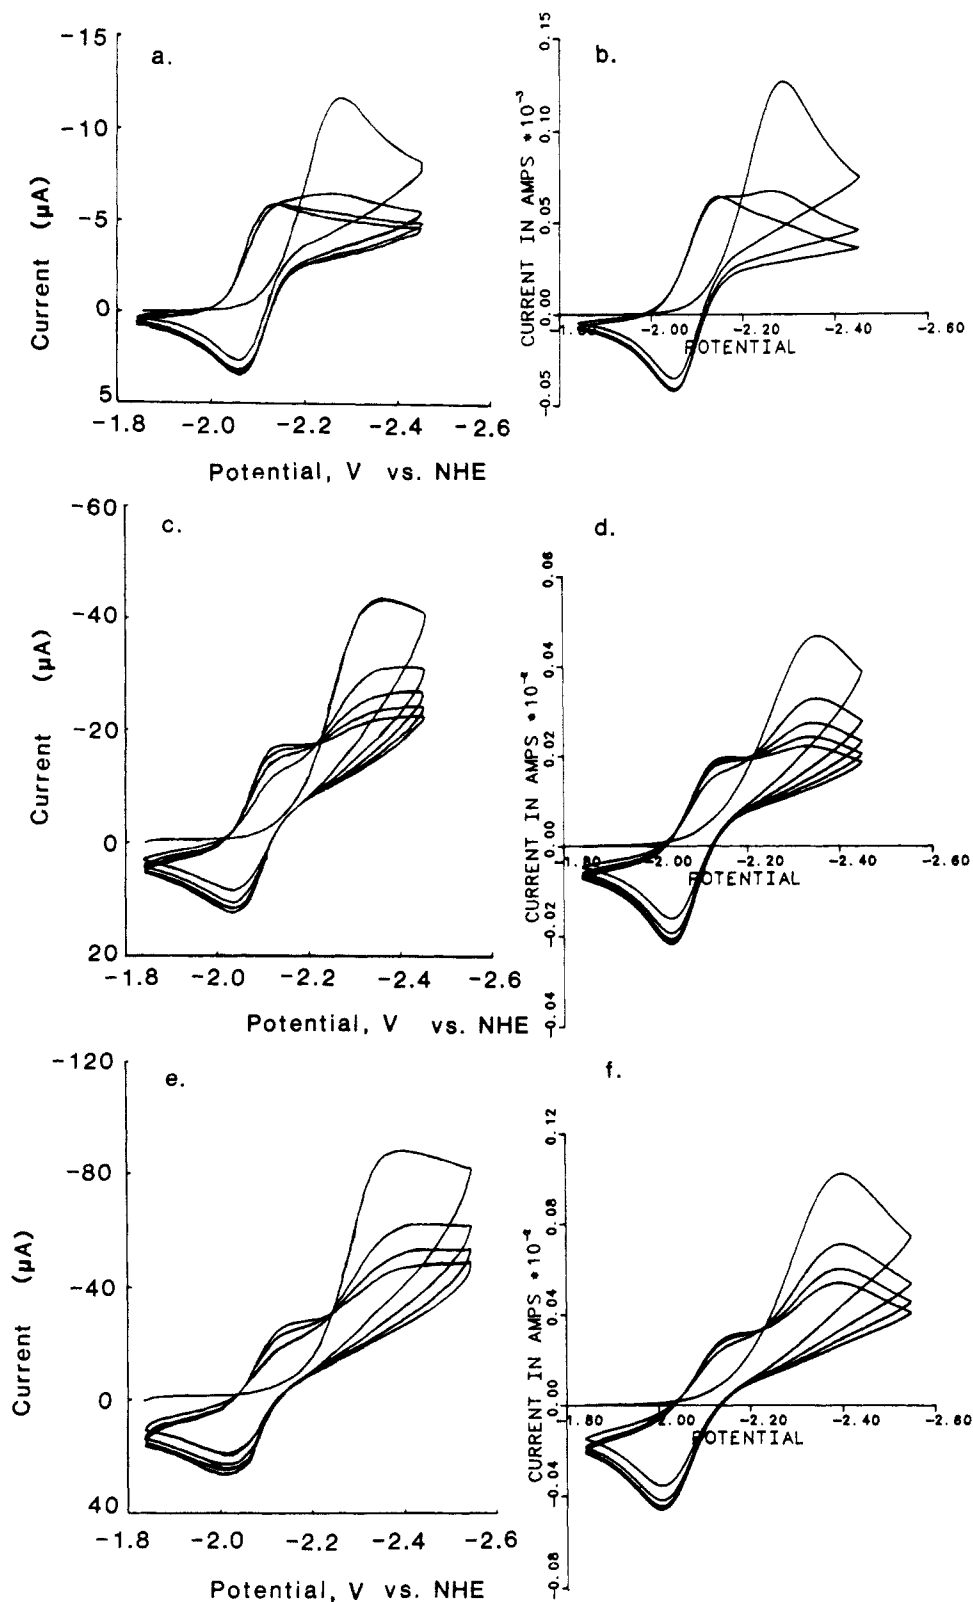 a.
-15
-10
-5
0
5
Current (µA)
-1.8 -2.0 -2.2 -2.4 -2.6
Potential, V vs. NHE
b.
0.15
0.10
0.05
0.00
-0.05
CURRENT IN AMPS *10⁻³
-2.00 -2.20 -2.40 -2.60
POTENTIAL
c.
-60
-40
-20
0
20
Current (µA)
-1.8 -2.0 -2.2 -2.4 -2.6
Potential, V vs. NHE
d.
0.06
0.04
0.02
0.00
-0.02
-0.04
CURRENT IN AMPS
-1.80 -2.00 -2.20 -2.40 -2.60
POTENTIAL
e.
-120
-80
-40
0
40
Current (µA)
-1.8 -2.0 -2.2 -2.4 -2.6
Potential, V vs. NHE
f.
0.12
0.08
0.04
0.00
-0.04
-0.08
CURRENT IN AMPS
-1.80 -2.00 -2.20 -2.40 -2.60
POTENTIAL